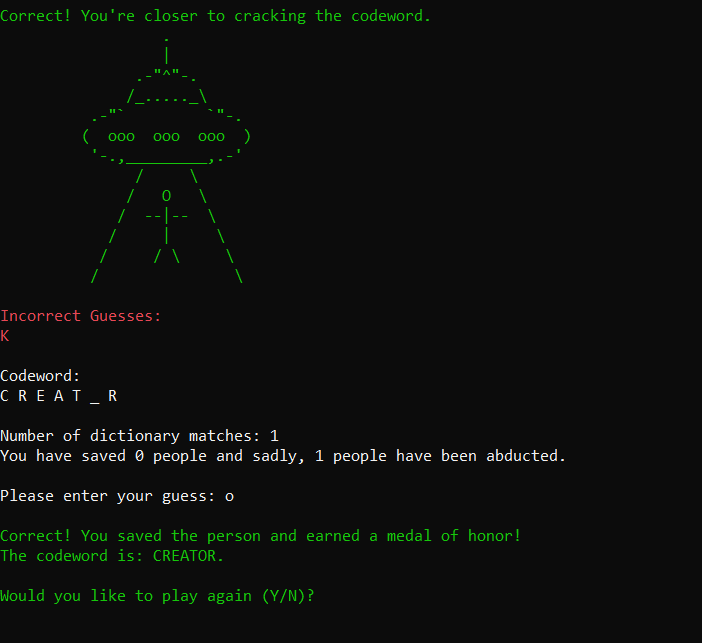 Correct! You're closer to cracking the codeword.
                  .
                  |
               .-"^"-.
              /_....._\
          .-"`         `"-.
         (  ooo  ooo  ooo  )
          '-.,_________,.-'
               /     \
              /   O   \
             /  --|--  \
            /     |     \
           /     / \     \
          /               \
Incorrect Guesses:
K
Codeword:
C R E A T _ R
Number of dictionary matches: 1
You have saved 0 people and sadly, 1 people have been abducted.
Please enter your guess: o
Correct! You saved the person and earned a medal of honor!
The codeword is: CREATOR.
Would you like to play again (Y/N)?